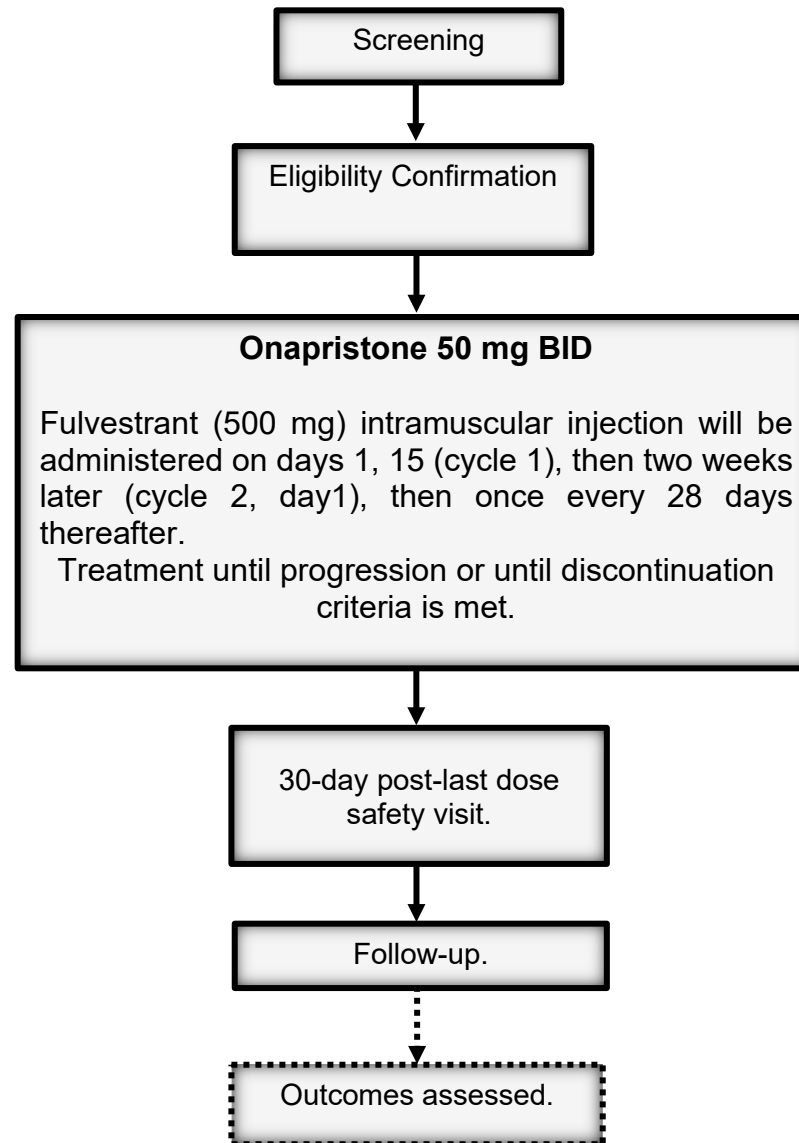 Screening
Eligibility Confirmation
Onapristone 50 mg BID
Fulvestrant (500 mg) intramuscular injection will be
administered on days 1, 15 (cycle 1), then two weeks
later (cycle 2, day1), then once every 28 days
thereafter.
Treatment until progression or until discontinuation
criteria is met.
30-day post-last dose
safety visit.
Follow-up.
Outcomes assessed.